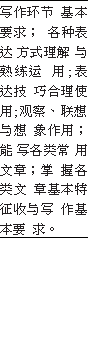 写作环节 基本
要求； 各种表
达 方式理解 与
熟练运 用;表
达技 巧合理使
用;观察、联想
与想 象作用；
能 写各类常 用
文章；掌 握各
类文 章基本特
征收与写 作基
本要 求。